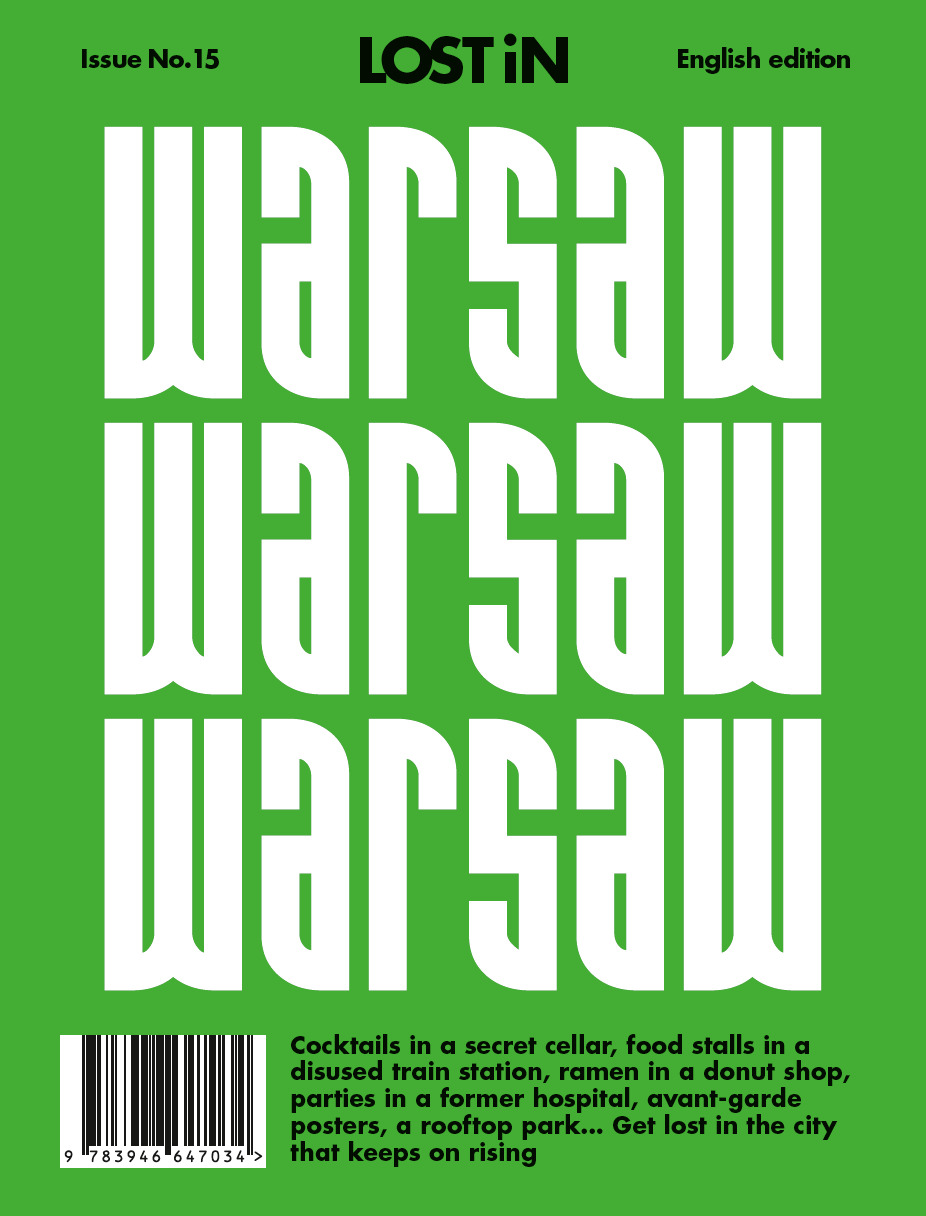 Issue No.15
LOST iN
English edition
warsaw
warsaw
warsaw
Cocktails in a secret cellar, food stalls in a
disused train station, ramen in a donut shop,
parties in a former hospital, avant-garde
posters, a rooftop park... Get lost in the city
that keeps on rising
9 783946 647034 >